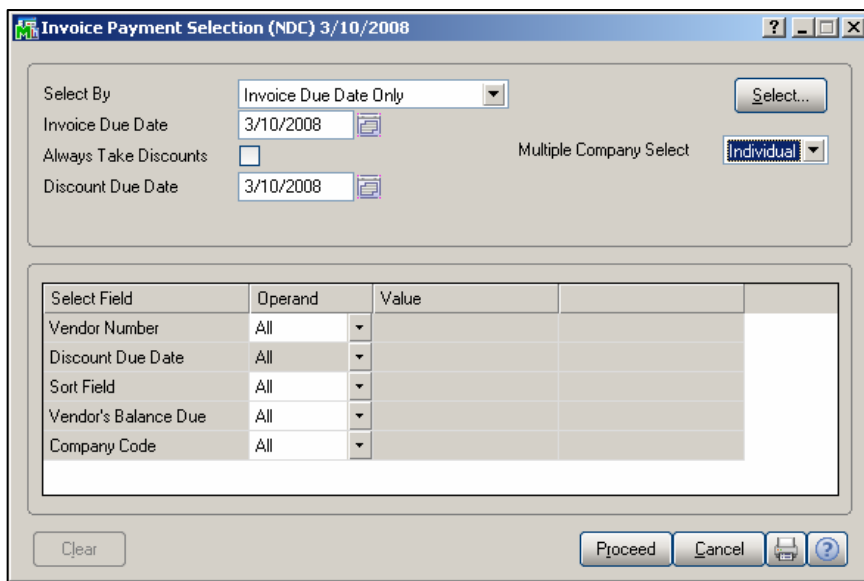 Invoice Payment Selection (NDC) 3/10/2008
Select By Invoice Due Date Only Select...
Invoice Due Date 3/10/2008
Always Take Discounts Multiple Company Select Individual
Discount Due Date 3/10/2008
Select Field Operand Value
Vendor Number All
Discount Due Date All
Sort Field All
Vendor's Balance Due All
Company Code All
Clear Proceed Cancel